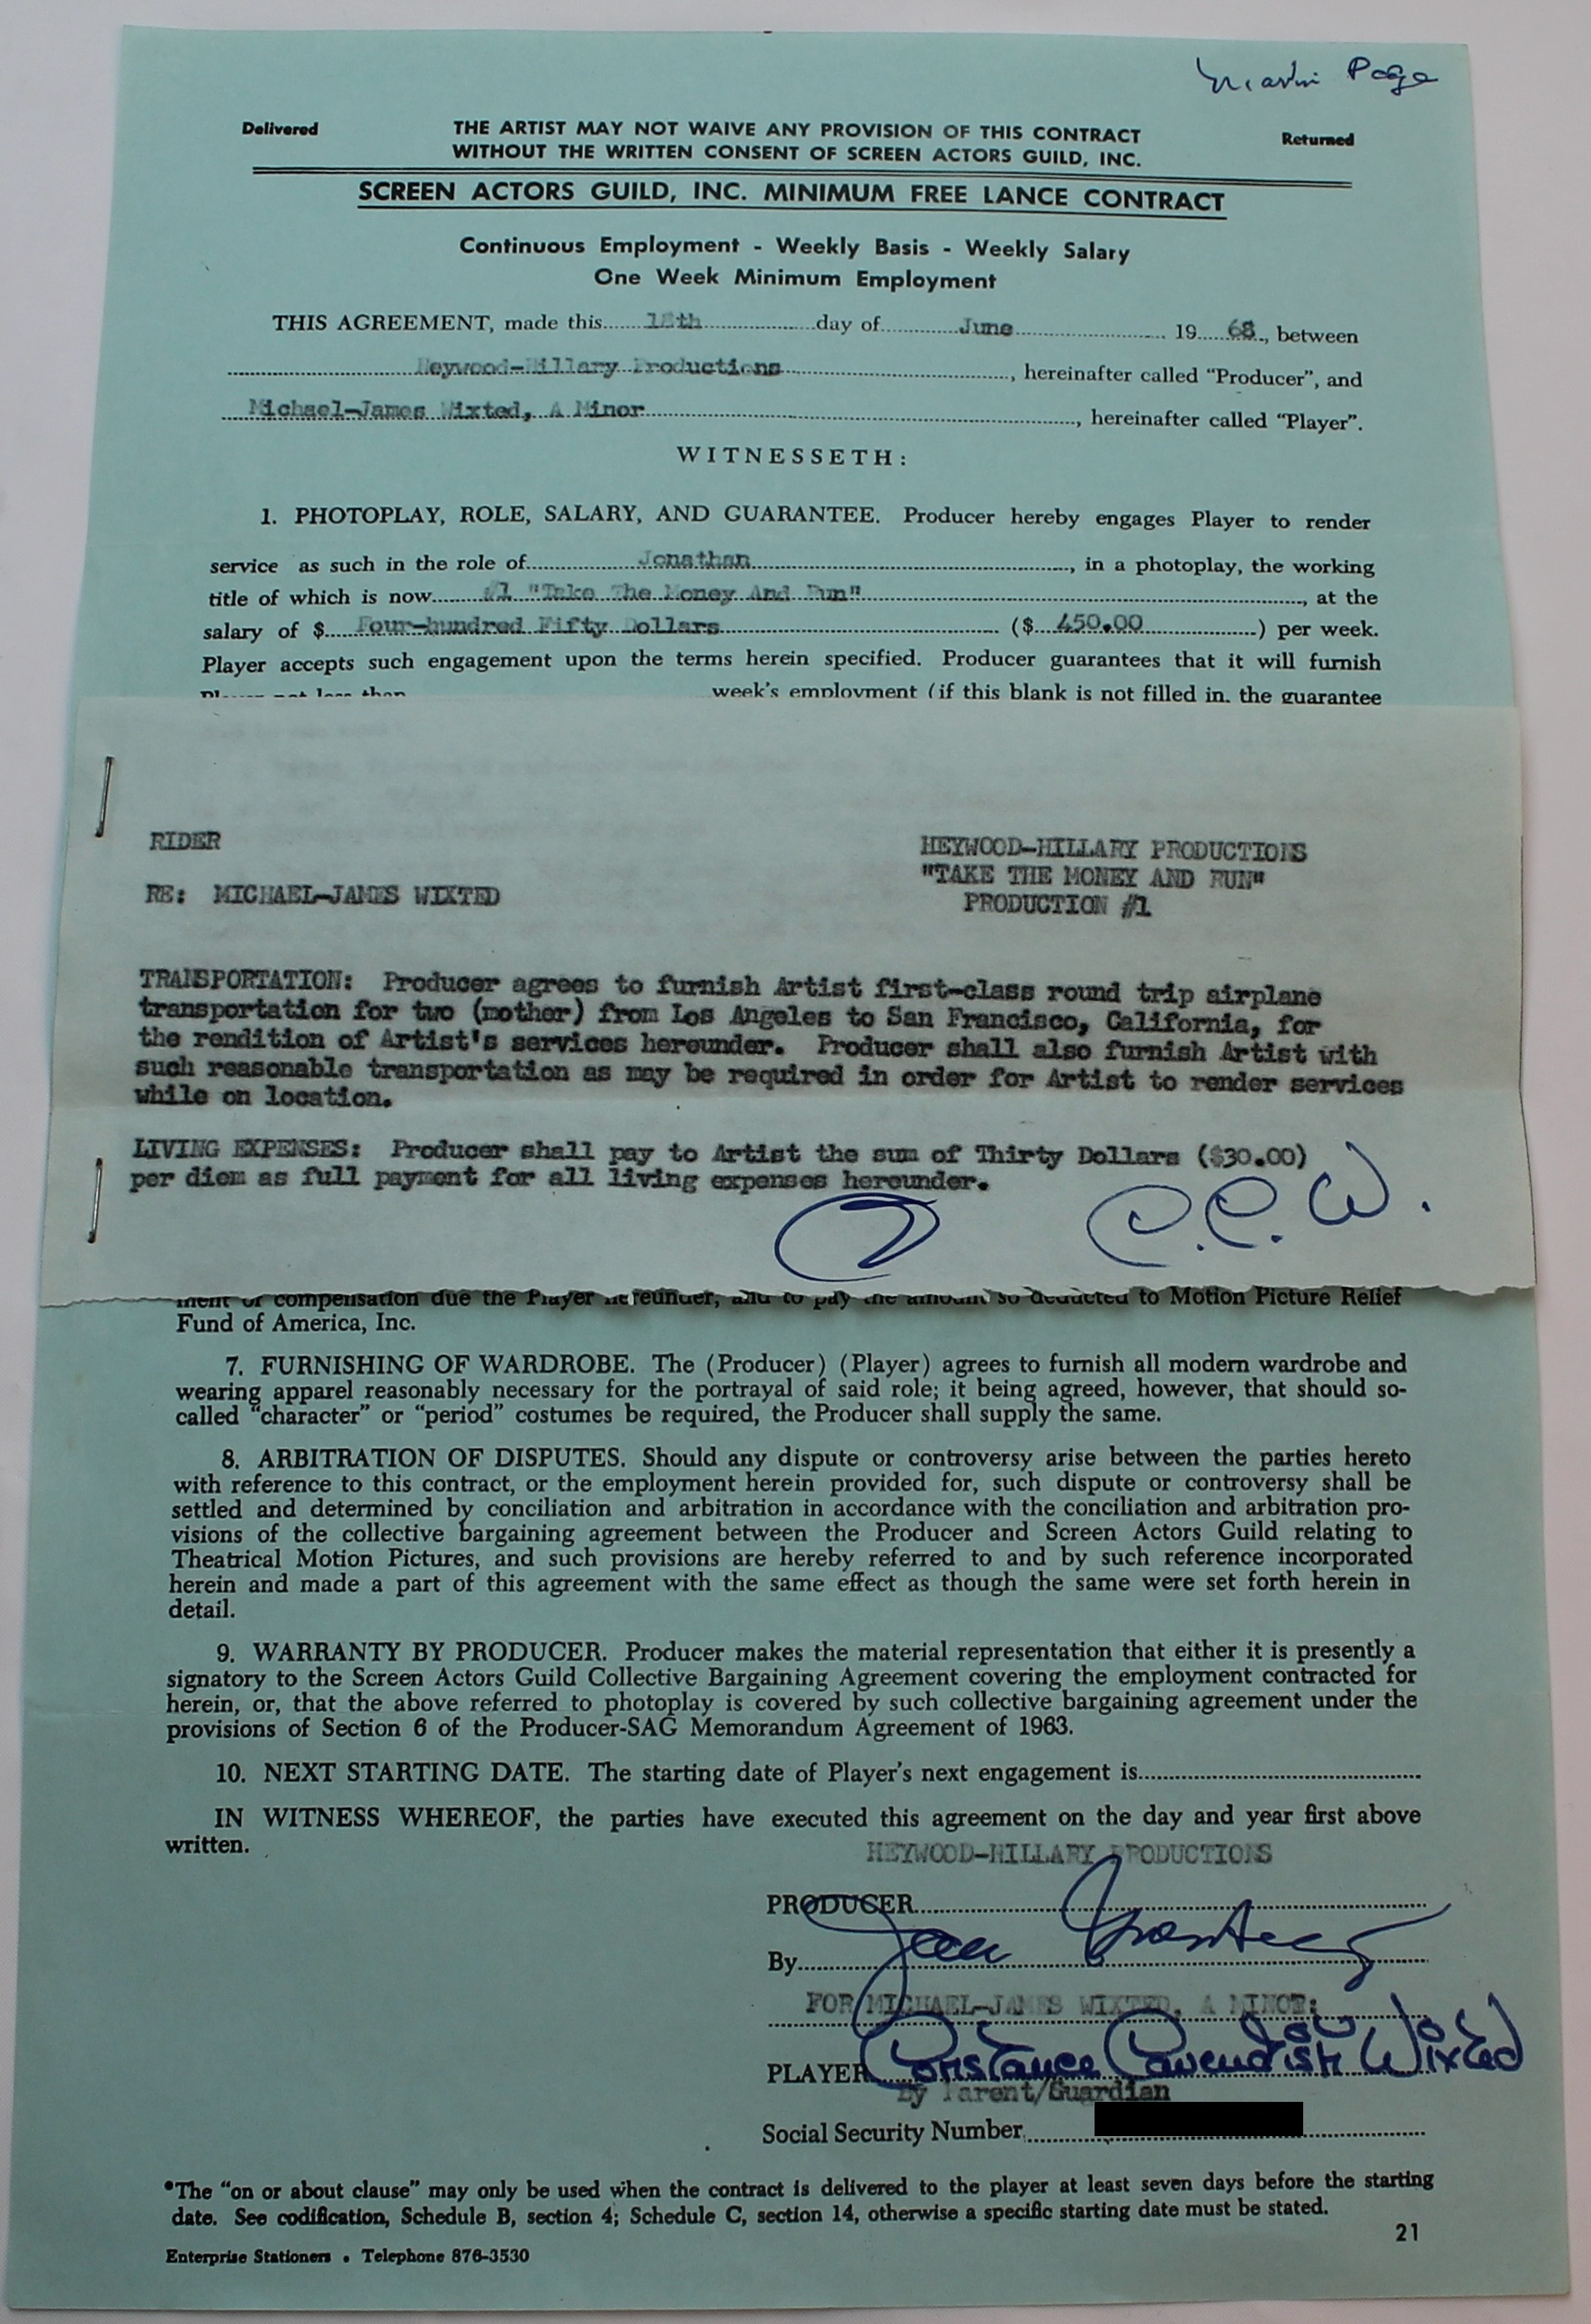 Page
Delivered
THE ARTIST MAY NOT WAIVE ANY PROVISION OF THIS CONTRACT
WITHOUT THE WRITTEN CONSENT OF SCREEN ACTORS GUILD, INC.
Returned
SCREEN ACTORS GUILD, INC. MINIMUM FREE LANCE CONTRACT
Continuous Employment - Weekly Basis - Weekly Salary
One Week Minimum Employment
THIS AGREEMENT, made this day of June 19 68, between
Heywood-Hillary Productions, hereinafter called "Producer", and
Michael-James Wixted, A Minor, hereinafter called "Player".
WITNESSETH:
1. PHOTOPLAY, ROLE, SALARY, AND GUARANTEE. Producer hereby engages Player to render
service as such in the role of Jonathan, in a photoplay, the working
title of which is now #1 "Take The Money And Run", at the
salary of $ Four-hundred Fifty Dollars ($ 450.00) per week.
Player accepts such engagement upon the terms herein specified. Producer guarantees that it will furnish
Player not less than week's employment (if this blank is not filled in, the guarantee
RIDER
RE: MICHAEL-JAMES WIXTED
HEYWOOD-HILLARY PRODUCTIONS
"TAKE THE MONEY AND RUN"
PRODUCTION #1
TRANSPORTATION: Producer agrees to furnish Artist first-class round trip airplane
transportation for two (mother) from Los Angeles to San Francisco, California, for
the rendition of Artist's services hereunder. Producer shall also furnish Artist with
such reasonable transportation as may be required in order for Artist to render services
while on location.
LIVING EXPENSES: Producer shall pay to Artist the sum of Thirty Dollars ($30.00)
per diem as full payment for all living expenses hereunder.
C.C.W.
ment of compensation due the Player hereunder, and to pay the amount so deducted to Motion Picture Relief
Fund of America, Inc.
7. FURNISHING OF WARDROBE. The (Producer) (Player) agrees to furnish all modern wardrobe and
wearing apparel reasonably necessary for the portrayal of said role; it being agreed, however, that should so-
called "character" or "period" costumes be required, the Producer shall supply the same.
8. ARBITRATION OF DISPUTES. Should any dispute or controversy arise between the parties hereto
with reference to this contract, or the employment herein provided for, such dispute or controversy shall be
settled and determined by conciliation and arbitration in accordance with the conciliation and arbitration pro-
visions of the collective bargaining agreement between the Producer and Screen Actors Guild relating to
Theatrical Motion Pictures, and such provisions are hereby referred to and by such reference incorporated
herein and made a part of this agreement with the same effect as though the same were set forth herein in
detail.
9. WARRANTY BY PRODUCER. Producer makes the material representation that either it is presently a
signatory to the Screen Actors Guild Collective Bargaining Agreement covering the employment contracted for
herein, or, that the above referred to photoplay is covered by such collective bargaining agreement under the
provisions of Section 6 of the Producer-SAG Memorandum Agreement of 1963.
10. NEXT STARTING DATE. The starting date of Player's next engagement is
IN WITNESS WHEREOF, the parties have executed this agreement on the day and year first above
written.
HEYWOOD-HILLARY PRODUCTIONS
PRODUCER
By
FOR MICHAEL-JAMES WIXTED, A MINOR:
PLAYER Constance Cavendish Wixted
By Parent/Guardian
Social Security Number
*The "on or about clause" may only be used when the contract is delivered to the player at least seven days before the starting
date. See codification, Schedule B, section 4; Schedule C, section 14, otherwise a specific starting date must be stated.
21
Enterprise Stationers • Telephone 876-3530